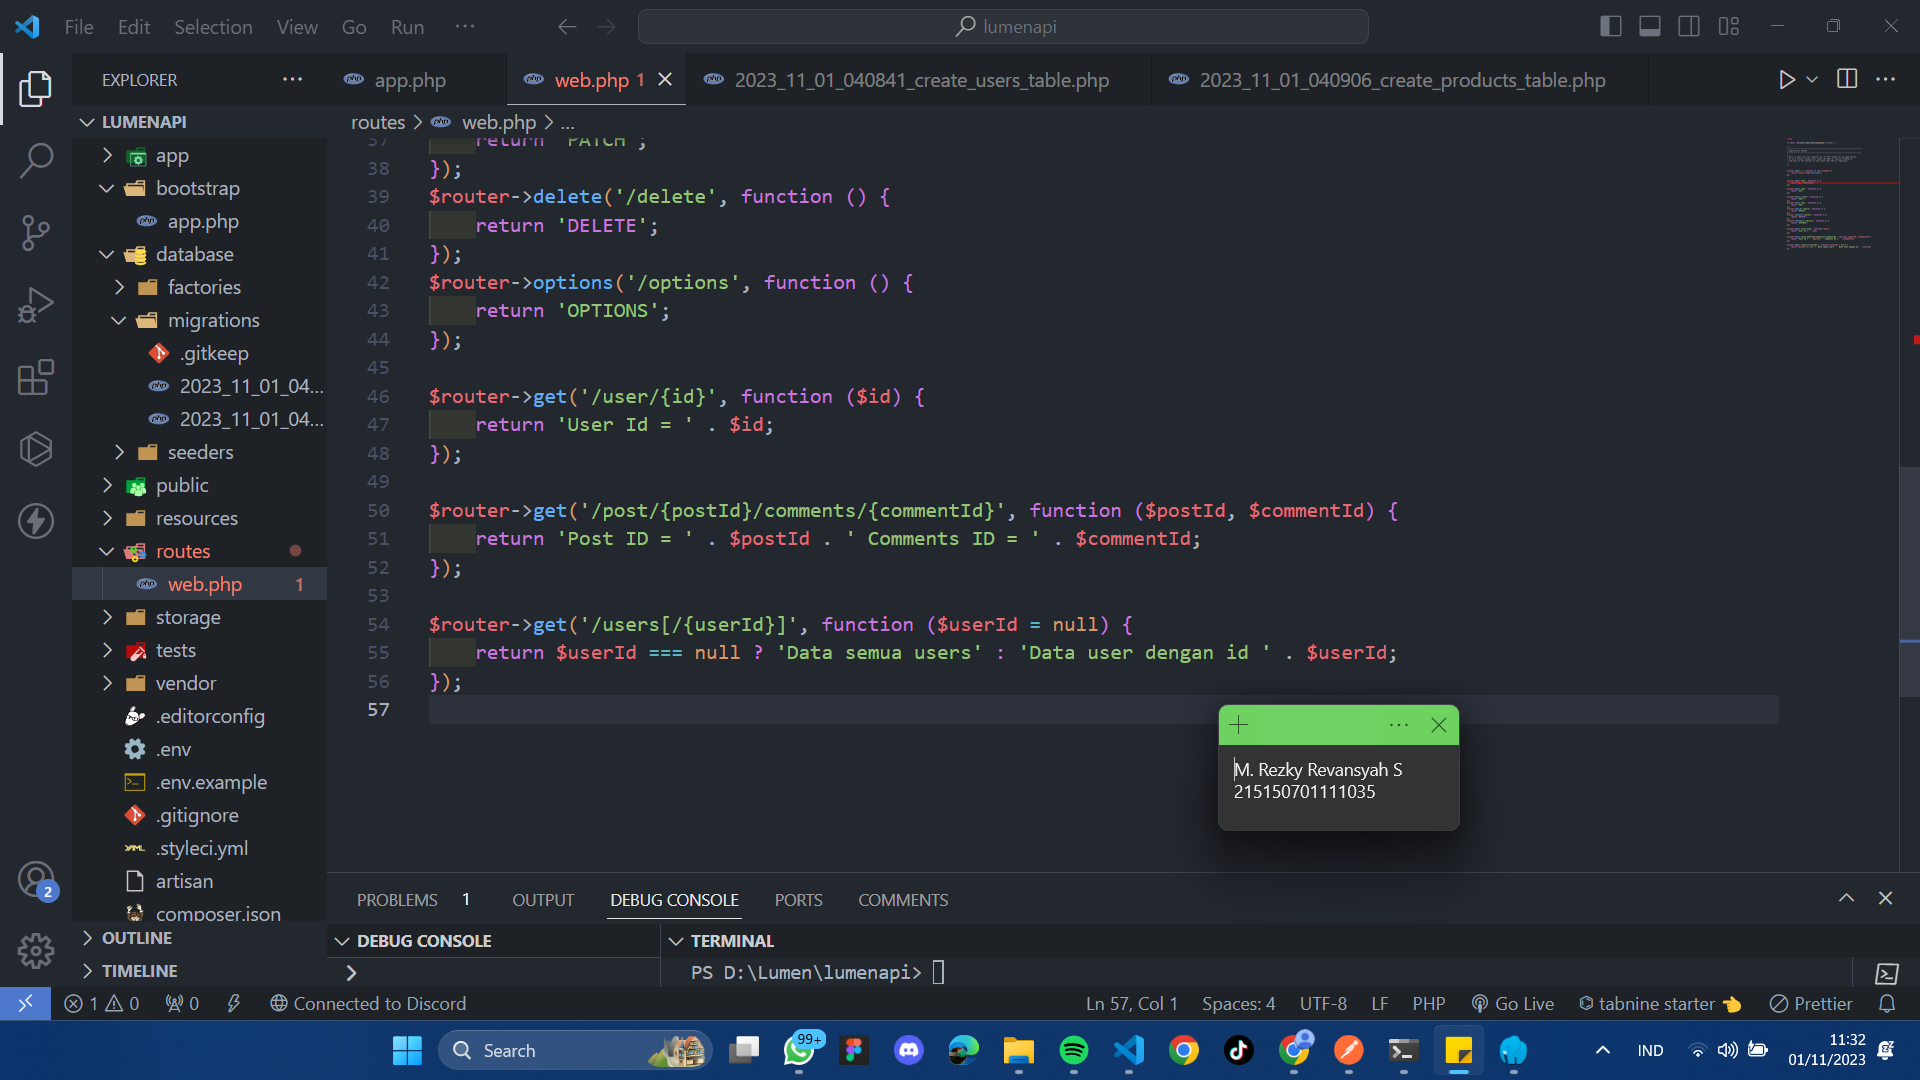 File Edit Selection View Go Run ···
lumenapi
EXPLORER ···
app.php
web.php 1
2023_11_01_040841_create_users_table.php
2023_11_01_040906_create_products_table.php
···
LUMENAPI
app
bootstrap
app.php
database
factories
migrations
.gitkeep
2023_11_01_04...
2023_11_01_04...
seeders
public
resources
routes
web.php 1
storage
tests
vendor
.editorconfig
.env
.env.example
.gitignore
.styleci.yml
artisan
composer.json
OUTLINE
TIMELINE
routes > web.php > ...
37 return 'PATCH';
38 });
39 $router->delete('/delete', function () {
40 return 'DELETE';
41 });
42 $router->options('/options', function () {
43 return 'OPTIONS';
44 });
45
46 $router->get('/user/{id}', function ($id) {
47 return 'User Id = ' . $id;
48 });
49
50 $router->get('/post/{postId}/comments/{commentId}', function ($postId, $commentId) {
51 return 'Post ID = ' . $postId . ' Comments ID = ' . $commentId;
52 });
53
54 $router->get('/users[/{userId}]', function ($userId = null) {
55 return $userId === null ? 'Data semua users' : 'Data user dengan id ' . $userId;
56 });
57
M. Rezky Revansyah S
215150701111035
PROBLEMS 1 OUTPUT DEBUG CONSOLE PORTS COMMENTS
DEBUG CONSOLE
TERMINAL
PS D:\Lumen\lumenapi>
2
1 0 0 Connected to Discord
Ln 57, Col 1 Spaces: 4 UTF-8 LF PHP Go Live tabnine starter Prettier
Search
99+
IND
11:32
01/11/2023